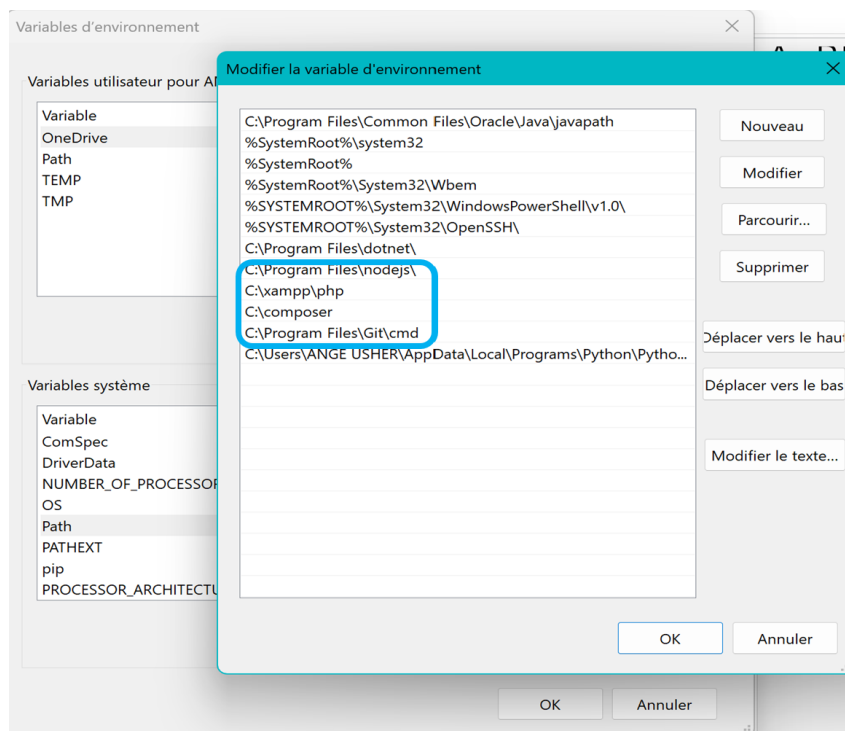 Variables d'environnement
Variables utilisateur pour
Variable
OneDrive
Path
TEMP
TMP
Variables système
Variable
ComSpec
DriverData
NUMBER_OF_PROCESSOR
OS
Path
PATHEXT
pip
PROCESSOR_ARCHITECTU
OK
Annuler
Modifier la variable d'environnement
C:\Program Files\Common Files\Oracle\Java\javapath
%SystemRoot%\system32
%SystemRoot%
%SystemRoot%\System32\Wbem
%SYSTEMROOT%\System32\WindowsPowerShell\v1.0\
%SYSTEMROOT%\System32\OpenSSH\
C:\Program Files\dotnet\
C:\Program Files\nodejs\
C:\xampp\php
C:\composer
C:\Program Files\Git\cmd
C:\Users\ANGE USHER\AppData\Local\Programs\Python\Pytho...
Nouveau
Modifier
Parcourir...
Supprimer
Déplacer vers le haut
Déplacer vers le bas
Modifier le texte...
OK
Annuler